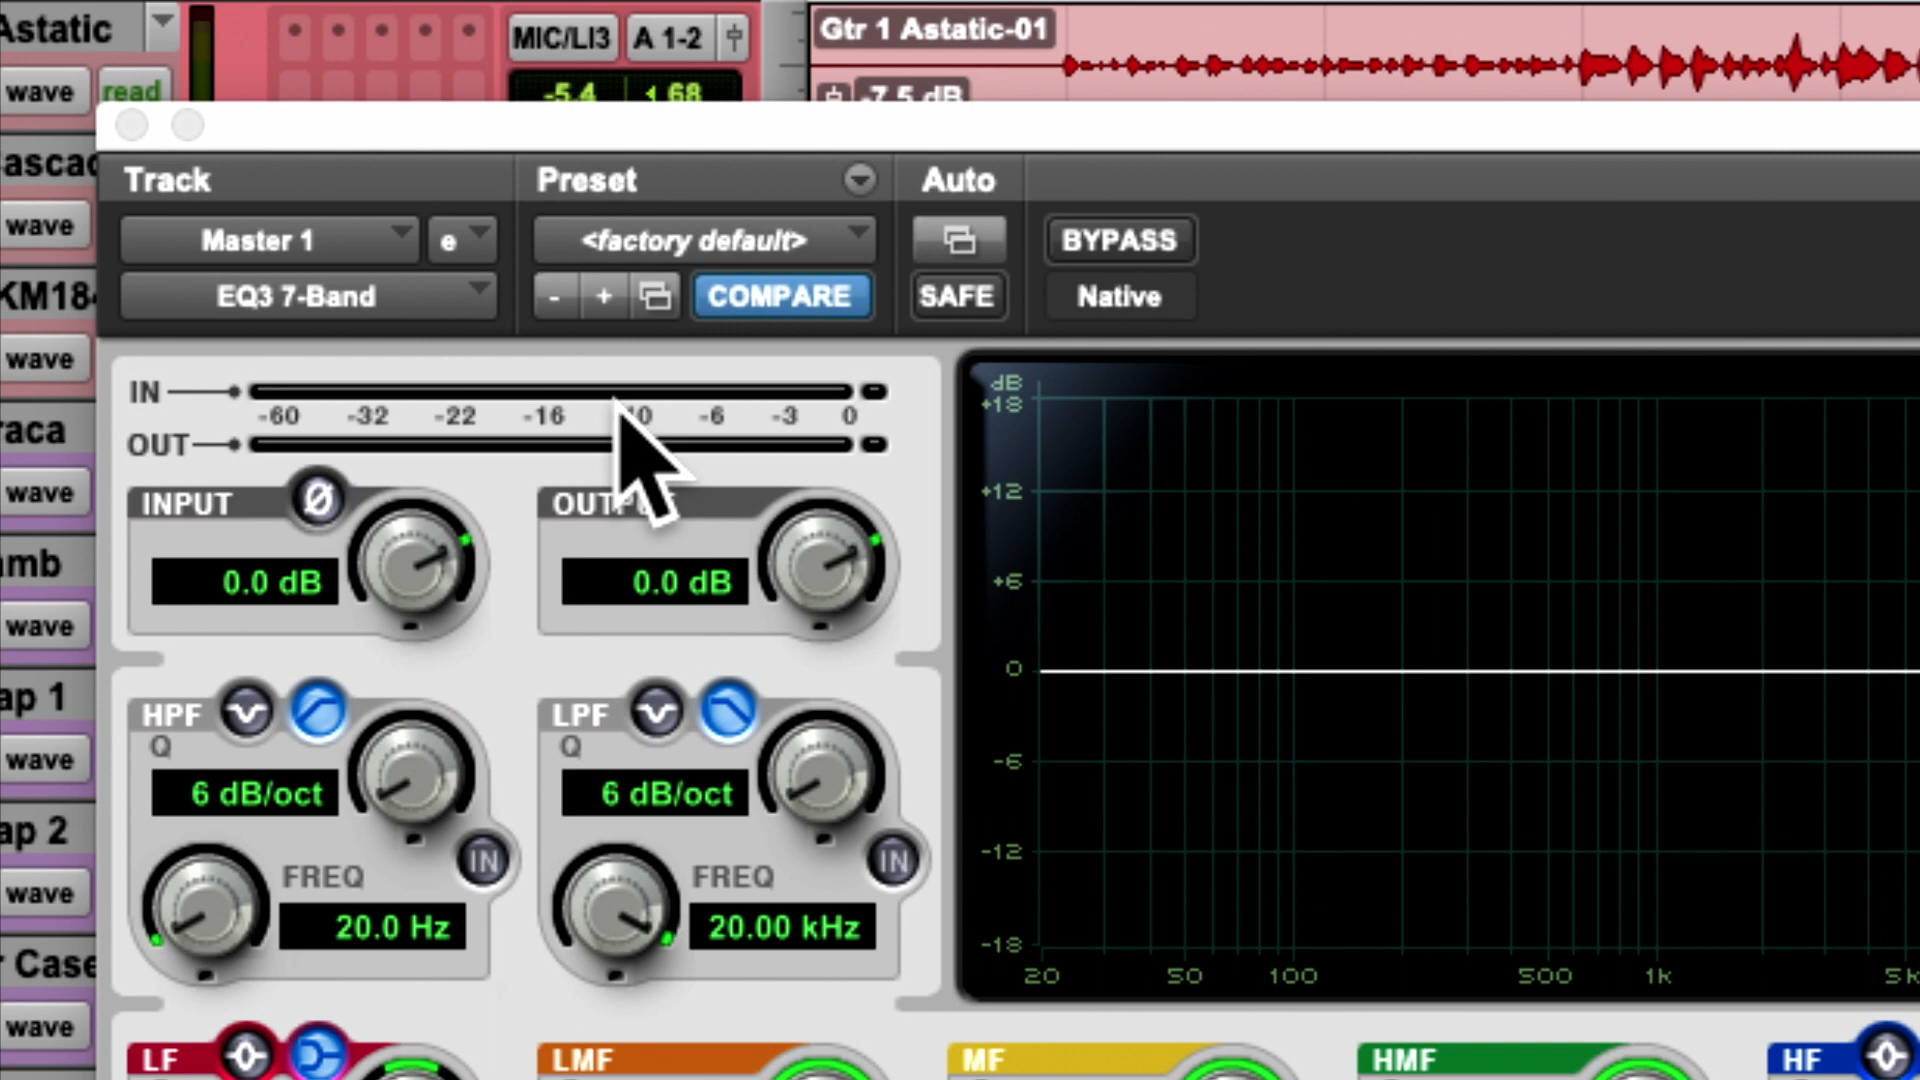 Astatic
MIC/LI3
A 1-2
Gtr 1 Astatic-01
wave
read
-5.4
68
-7.5 dB
Track
Preset
Auto
wave
Master 1
e
<factory default>
BYPASS
KM184
EQ3 7-Band
-
+
COMPARE
SAFE
Native
wave
IN
-60
-32
-22
-16
-6
-3
0
OUT
wave
INPUT
Ø
0.0 dB
0.0 dB
wave
HPF
Q
6 dB/oct
FREQ
IN
20.0 Hz
LPF
Q
6 dB/oct
FREQ
IN
20.00 kHz
ap 1
wave
ap 2
wave
r Case
wave
dB
+18
+12
+6
0
-6
-12
-18
20
50
100
500
1k
5k
LF
LMF
MF
HMF
HF